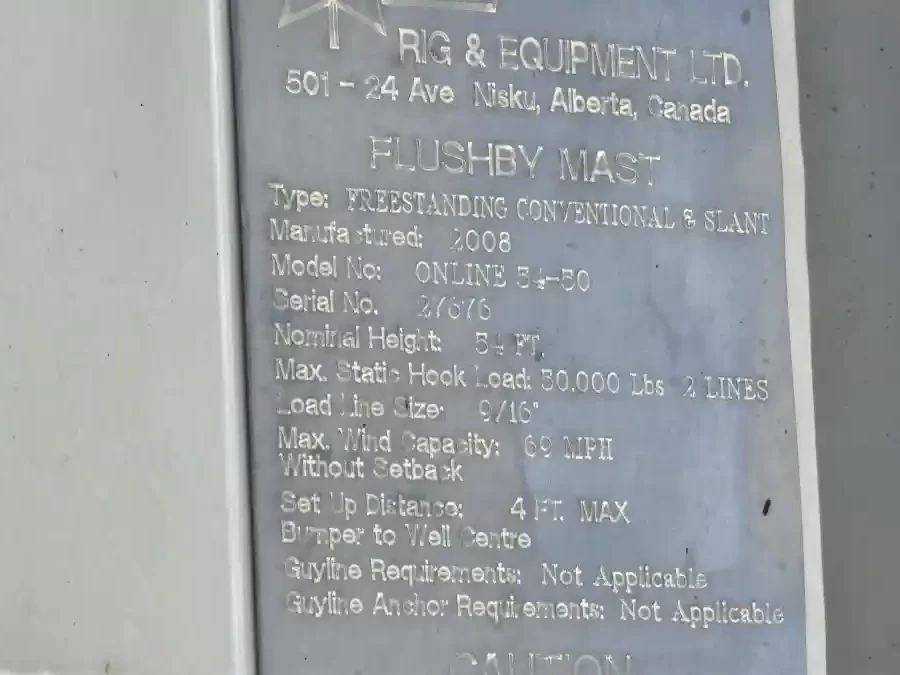 RIG & EQUIPMENT LTD.
501 - 24 Ave Nisku, Alberta, Canada
FLUSHBY MAST
Type: FREESTANDING CONVENTIONAL & SLANT
Manufactured: 2008
Model No: ONLINE 54-50
Serial No.
Nominal Height: 54 FT.
Max. Static Hook Load: 50,000 Lbs 2 LINES
Load Line Size: 9/16"
Max. Wind Capacity: 69 MPH
Without Setback
Set Up Distance: 4 FT. MAX
Bumper to Well Centre
Guyline Requirements: Not Applicable
Guyline Anchor Requirements: Not Applicable
CAUTION